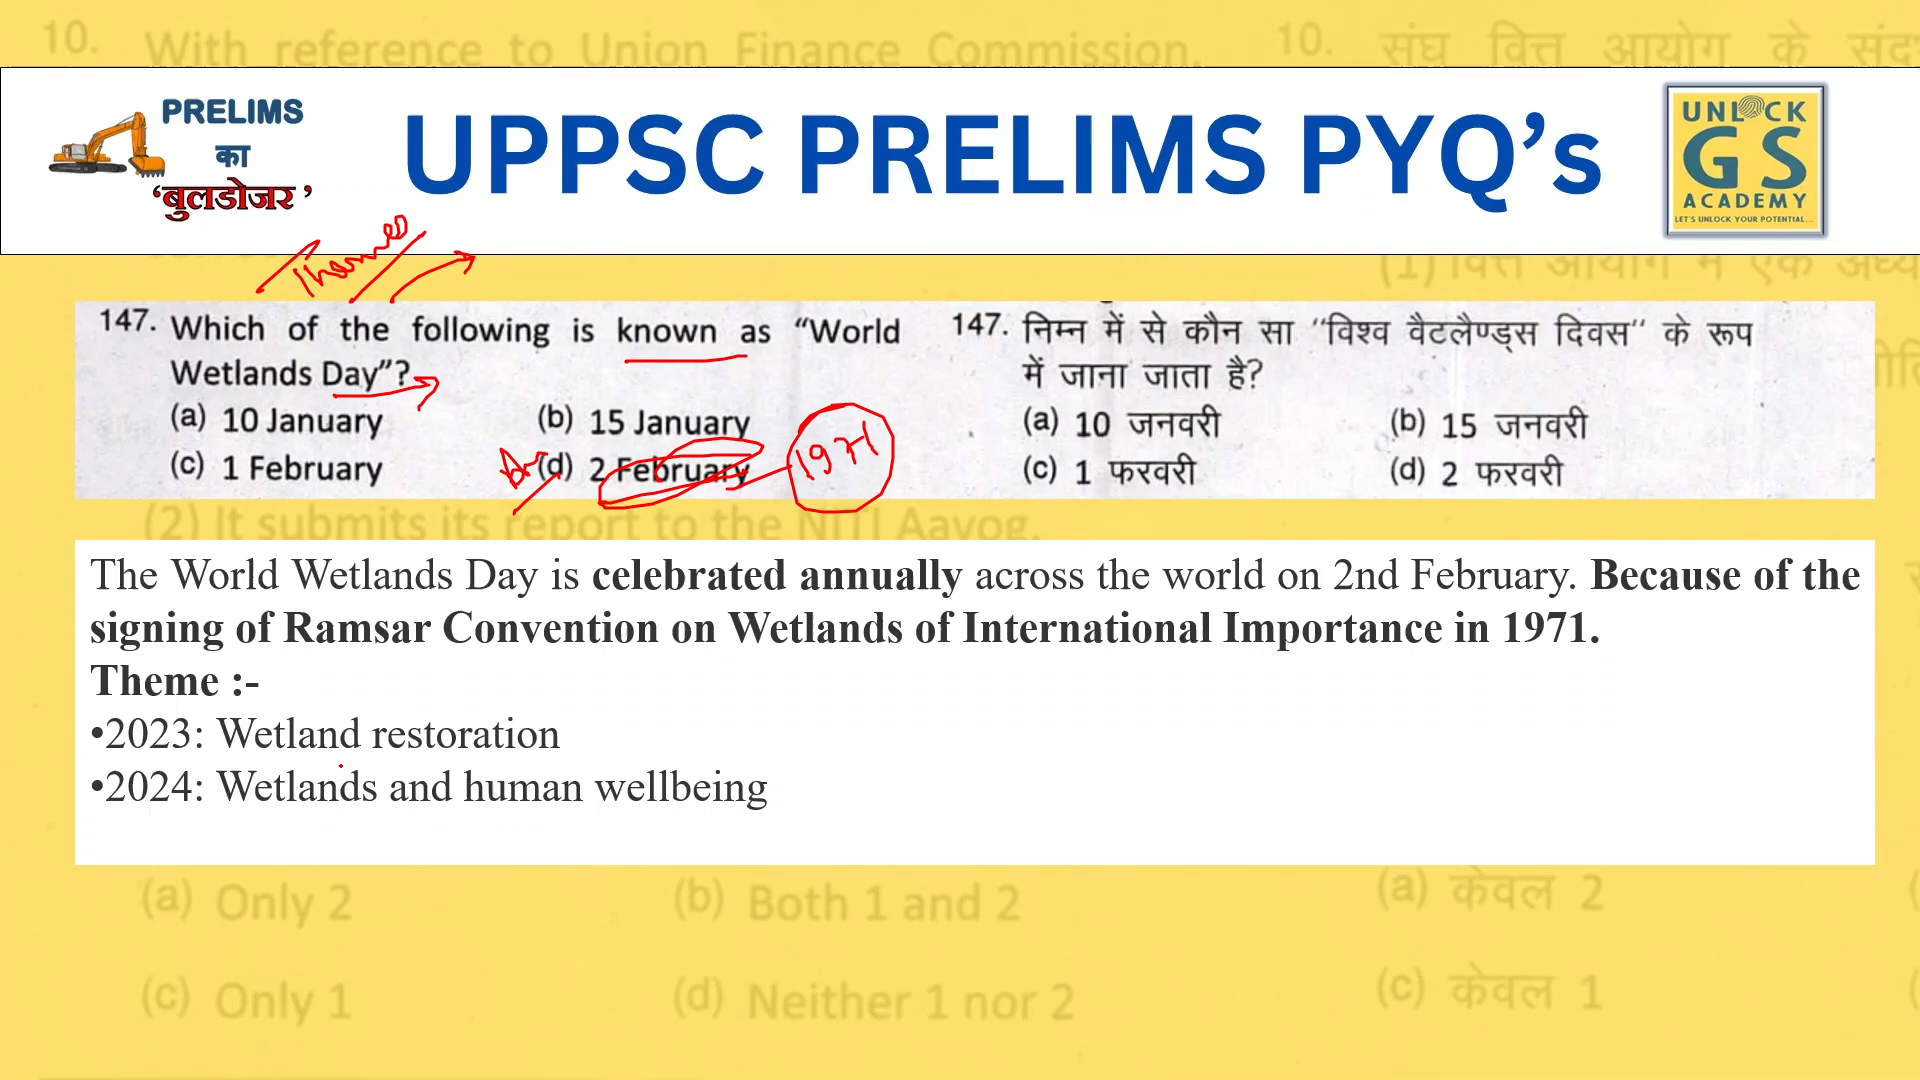 10. With reference to Union Finance Commission, 10. संघ वित्त आयोग के संदर्भ
PRELIMS
का
‘बुलडोजर’
UPPSC PRELIMS PYQ’s
UNLOCK
GS
ACADEMY
LET'S UNLOCK YOUR POTENTIAL....
Themes
(1) वित्त आयोग में एक अध्य
147. Which of the following is known as “World
Wetlands Day”?
(a) 10 January (b) 15 January
(c) 1 February (d) 2 February
1971
147. निम्न में से कौन सा “विश्व वैटलैण्ड्स दिवस” के रूप
में जाना जाता है?
(a) 10 जनवरी (b) 15 जनवरी
(c) 1 फरवरी (d) 2 फरवरी
(2) It submits its report to the NITI Aayog.
The World Wetlands Day is celebrated annually across the world on 2nd February. Because of the
signing of Ramsar Convention on Wetlands of International Importance in 1971.
Theme :-
•2023: Wetland restoration
•2024: Wetlands and human wellbeing
(a) Only 2 (b) Both 1 and 2 (a) केवल 2
(c) Only 1 (d) Neither 1 nor 2 (c) केवल 1